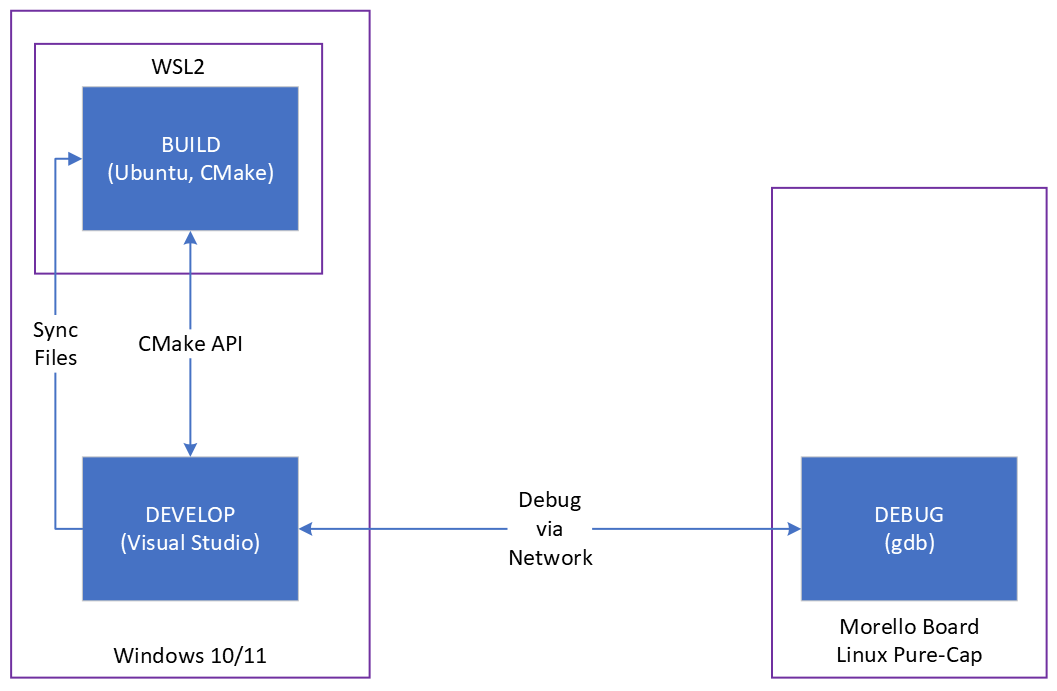 WSL2
BUILD
(Ubuntu, CMake)
Sync
Files
CMake API
DEVELOP
(Visual Studio)
Windows 10/11
Debug
via
Network
DEBUG
(gdb)
Morello Board
Linux Pure-Cap